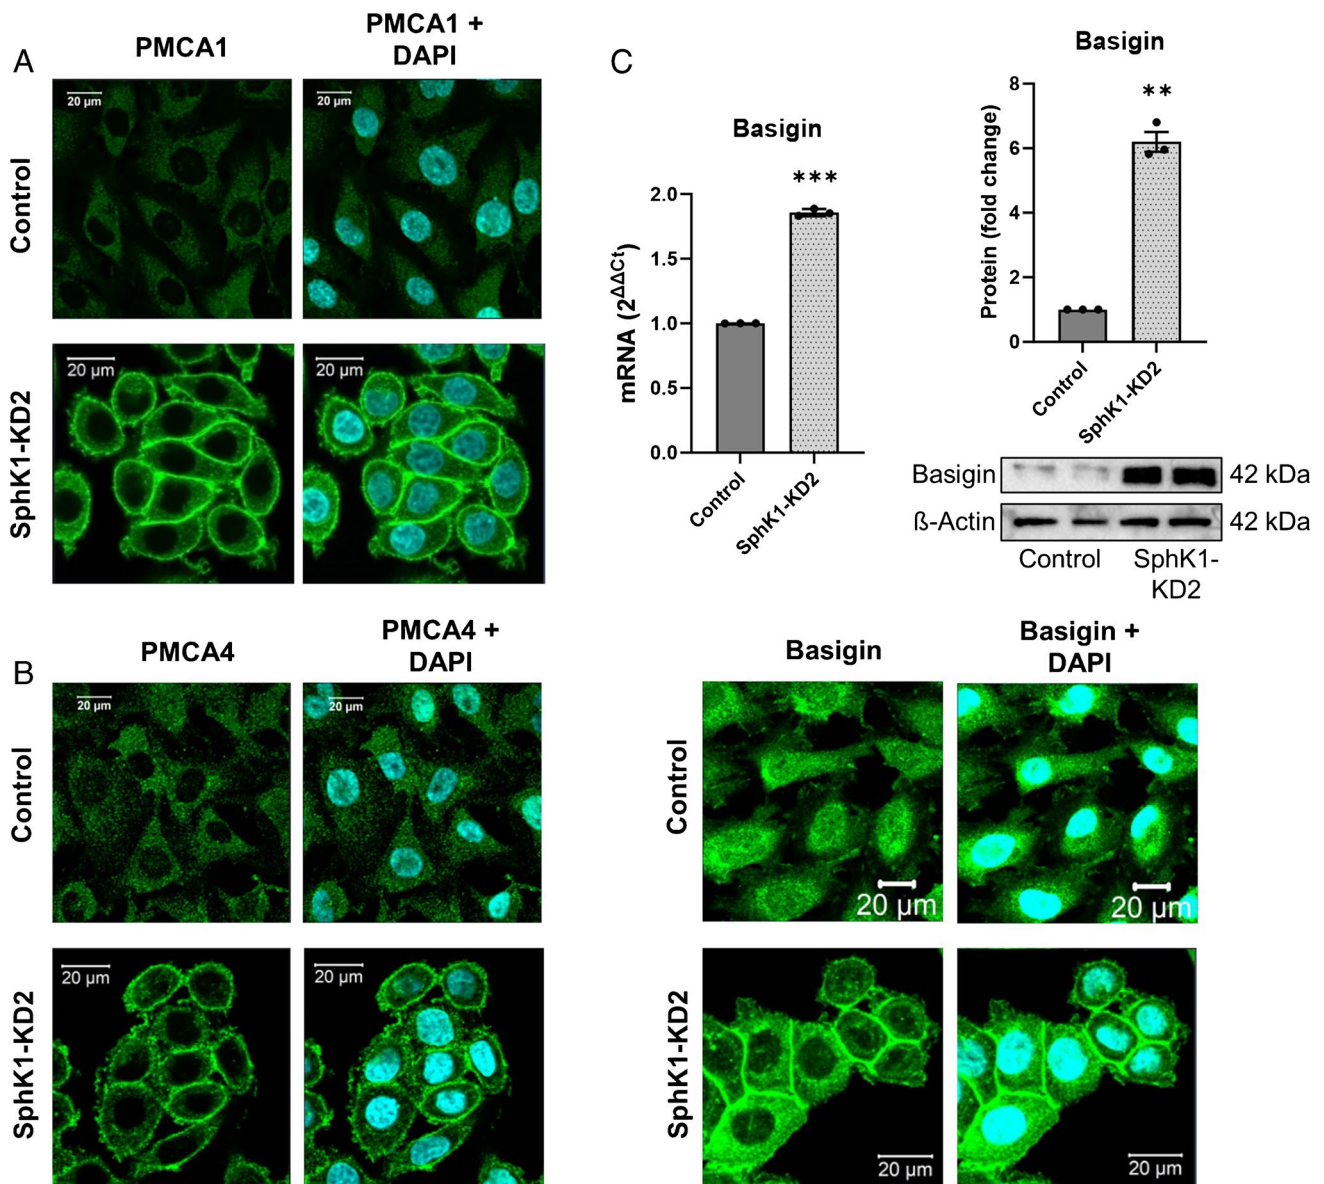 A
PMCA1
PMCA1 +
DAPI
Control
20 µm
20 µm
SphK1-KD2
20 µm
20 µm
B
PMCA4
PMCA4 +
DAPI
Control
20 µm
20 µm
SphK1-KD2
20 µm
20 µm
C
Basigin
***
mRNA (2^ΔΔCt)
2.0
1.5
1.0
0.5
0.0
Control
SphK1-KD2
Basigin
**
Protein (fold change)
8
6
4
2
0
Control
SphK1-KD2
Basigin 42 kDa
ß-Actin 42 kDa
Control SphK1-
KD2
Basigin
Basigin +
DAPI
Control
20 µm
20 µm
SphK1-KD2
20 µm
20 µm